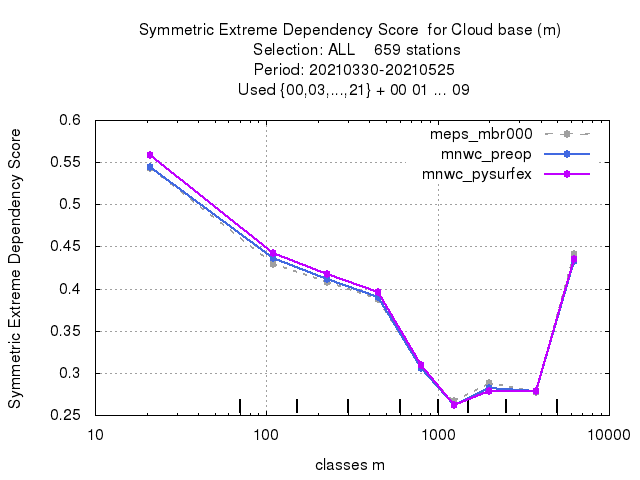 Symmetric Extreme Dependency Score  for Cloud base (m)
Selection: ALL    659 stations
Period: 20210330-20210525
Used {00,03,...,21} + 00 01 ... 09
meps_mbr000
mnwc_preop
mnwc_pysurfex
Symmetric Extreme Dependency Score
0.6
0.55
0.5
0.45
0.4
0.35
0.3
0.25
10 100 1000 10000
classes m